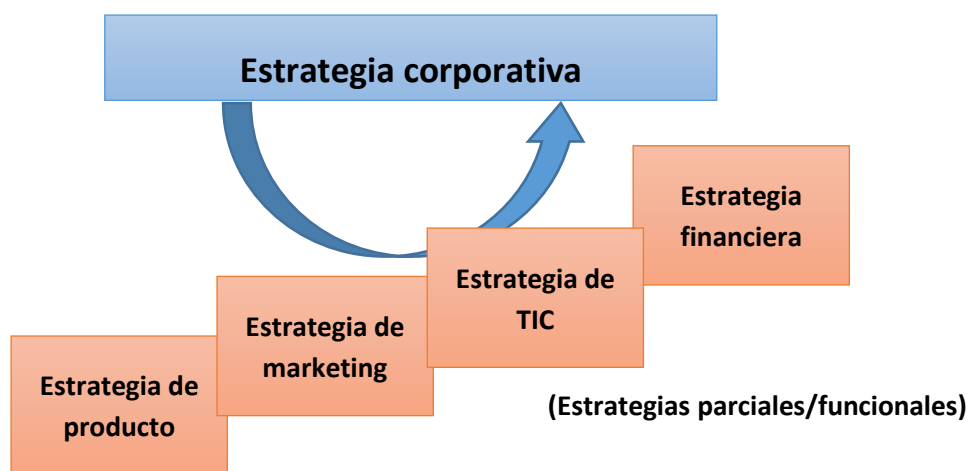 Estrategia corporativa
Estrategia
financiera
Estrategia de
TIC
Estrategia de
marketing
Estrategia de
producto
(Estrategias parciales/funcionales)